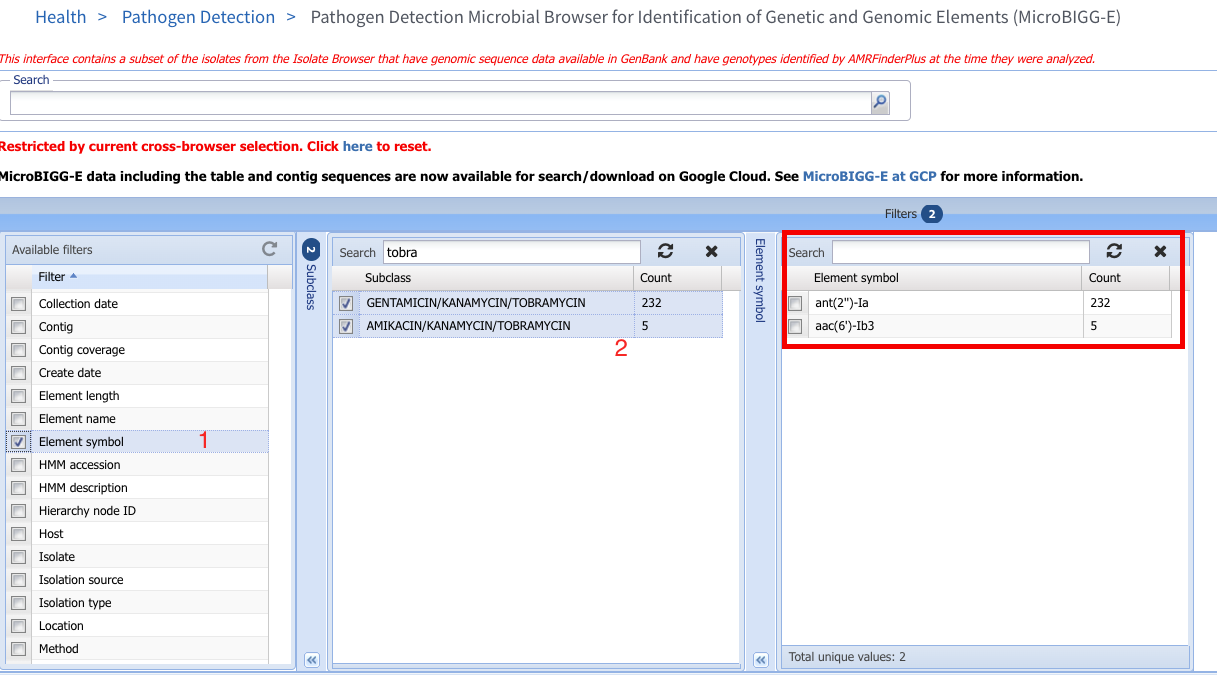 Health > Pathogen Detection > Pathogen Detection Microbial Browser for Identification of Genetic and Genomic Elements (MicroBIGG-E)
This interface contains a subset of the isolates from the Isolate Browser that have genomic sequence data available in GenBank and have genotypes identified by AMRFinderPlus at the time they were analyzed.
Search
Restricted by current cross-browser selection. Click here to reset.
MicroBIGG-E data including the table and contig sequences are now available for search/download on Google Cloud. See MicroBIGG-E at GCP for more information.
Filters 2
Available filters
Filter
Collection date
Contig
Contig coverage
Create date
Element length
Element name
Element symbol 1
HMM accession
HMM description
Hierarchy node ID
Host
Isolate
Isolation source
Isolation type
Location
Method
2 Subclass
Search tobra
Subclass Count
GENTAMICIN/KANAMYCIN/TOBRAMYCIN 232
AMIKACIN/KANAMYCIN/TOBRAMYCIN 5
2
Element symbol
Search
Element symbol Count
ant(2")-Ia 232
aac(6')-Ib3 5
Total unique values: 2